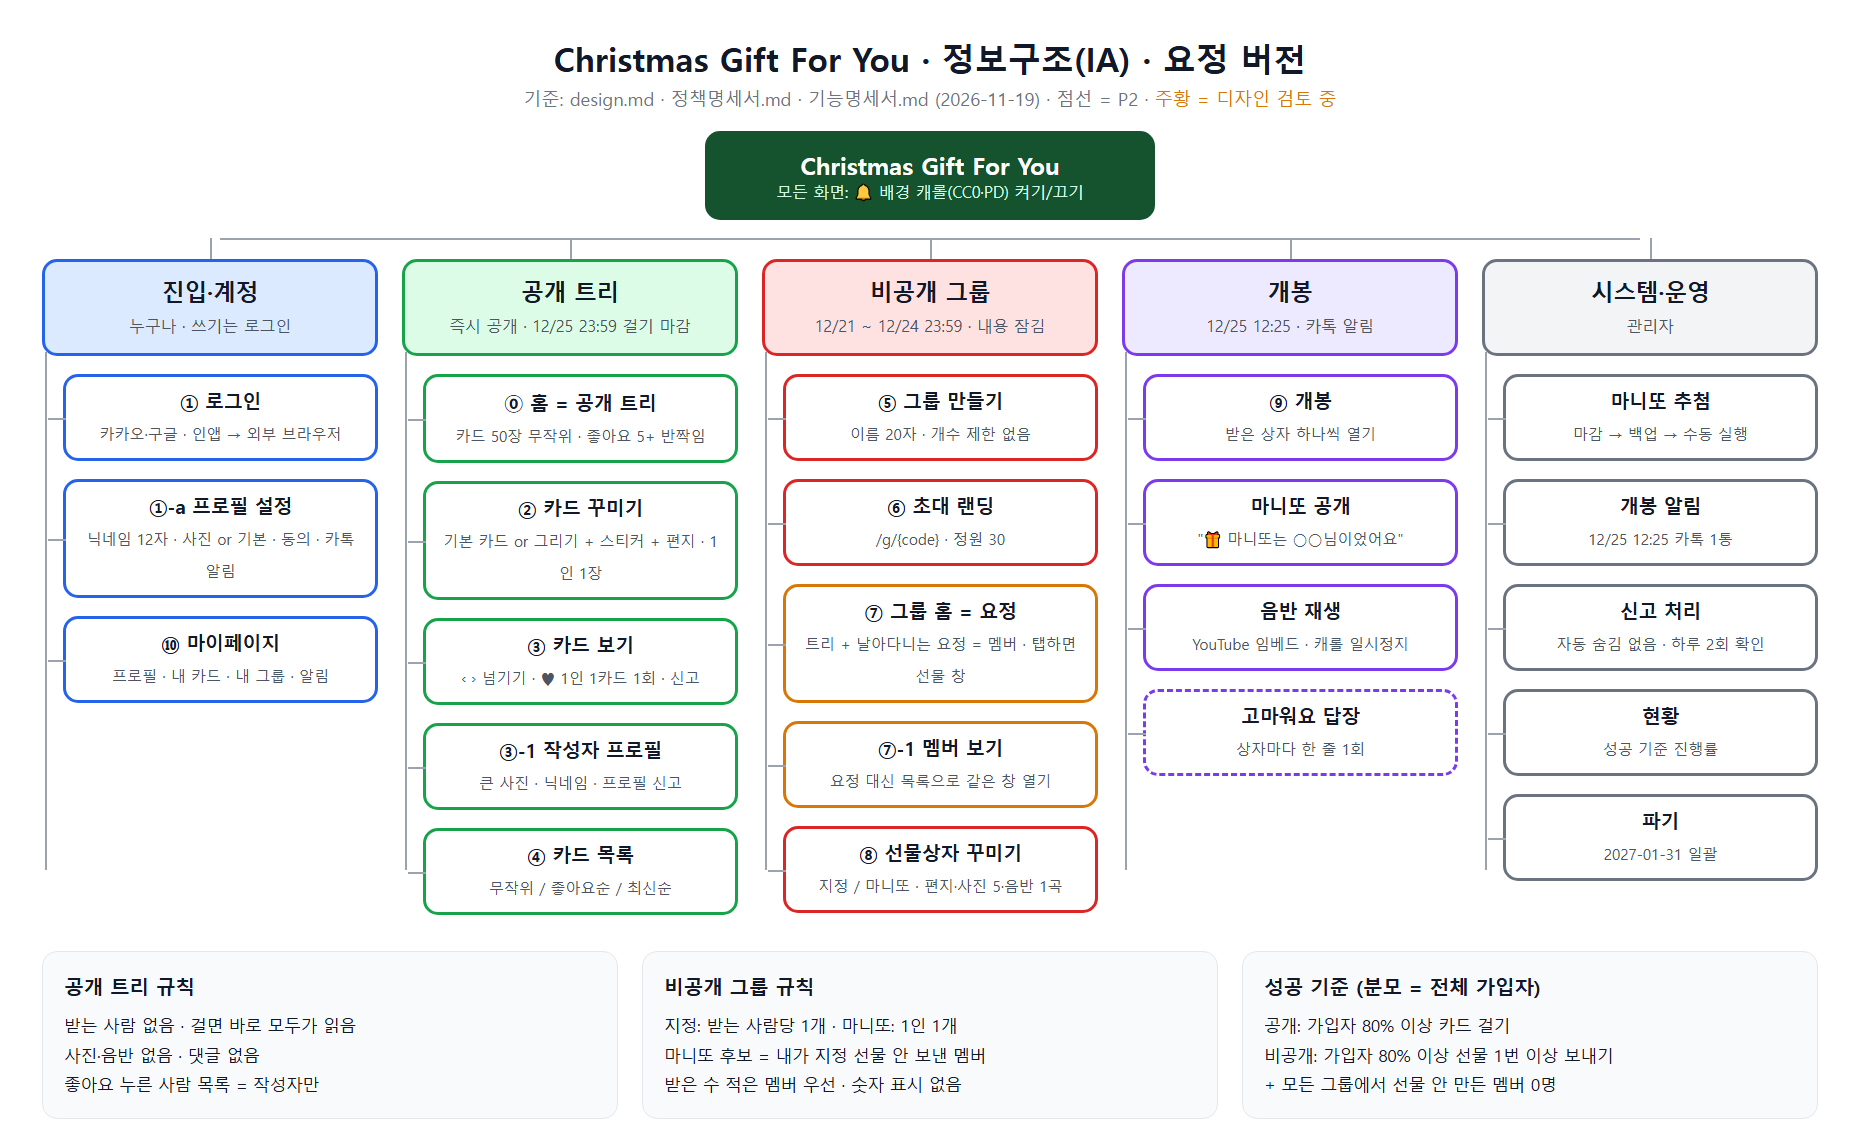 Christmas Gift For You · 정보구조(IA) · 요정 버전
기준: design.md · 정책명세서.md · 기능명세서.md (2026-11-19) · 점선 = P2 · 주황 = 디자인 검토 중
Christmas Gift For You
모든 화면: 🔔 배경 캐롤(CC0·PD) 켜기/끄기
진입·계정
누구나 · 쓰기는 로그인
① 로그인
카카오·구글 · 인앱 → 외부 브라우저
①-a 프로필 설정
닉네임 12자 · 사진 or 기본 · 동의 · 카톡
알림
⑩ 마이페이지
프로필 · 내 카드 · 내 그룹 · 알림
공개 트리
즉시 공개 · 12/25 23:59 걸기 마감
⓪ 홈 = 공개 트리
카드 50장 무작위 · 좋아요 5+ 반짝임
② 카드 꾸미기
기본 카드 or 그리기 + 스티커 + 편지 · 1
인 1장
③ 카드 보기
‹ › 넘기기 · ♥ 1인 1카드 1회 · 신고
③-1 작성자 프로필
큰 사진 · 닉네임 · 프로필 신고
④ 카드 목록
무작위 / 좋아요순 / 최신순
비공개 그룹
12/21 ~ 12/24 23:59 · 내용 잠김
⑤ 그룹 만들기
이름 20자 · 개수 제한 없음
⑥ 초대 랜딩
/g/{code} · 정원 30
⑦ 그룹 홈 = 요정
트리 + 날아다니는 요정 = 멤버 · 탭하면
선물 창
⑦-1 멤버 보기
요정 대신 목록으로 같은 창 열기
⑧ 선물상자 꾸미기
지정 / 마니또 · 편지·사진 5·음반 1곡
개봉
12/25 12:25 · 카톡 알림
⑨ 개봉
받은 상자 하나씩 열기
마니또 공개
"🎁 마니또는 ○○님이었어요"
음반 재생
YouTube 임베드 · 캐롤 일시정지
고마워요 답장
상자마다 한 줄 1회
시스템·운영
관리자
마니또 추첨
마감 → 백업 → 수동 실행
개봉 알림
12/25 12:25 카톡 1통
신고 처리
자동 숨김 없음 · 하루 2회 확인
현황
성공 기준 진행률
파기
2027-01-31 일괄
공개 트리 규칙
받는 사람 없음 · 걸면 바로 모두가 읽음
사진·음반 없음 · 댓글 없음
좋아요 누른 사람 목록 = 작성자만
비공개 그룹 규칙
지정: 받는 사람당 1개 · 마니또: 1인 1개
마니또 후보 = 내가 지정 선물 안 보낸 멤버
받은 수 적은 멤버 우선 · 숫자 표시 없음
성공 기준 (분모 = 전체 가입자)
공개: 가입자 80% 이상 카드 걸기
비공개: 가입자 80% 이상 선물 1번 이상 보내기
+ 모든 그룹에서 선물 안 만든 멤버 0명